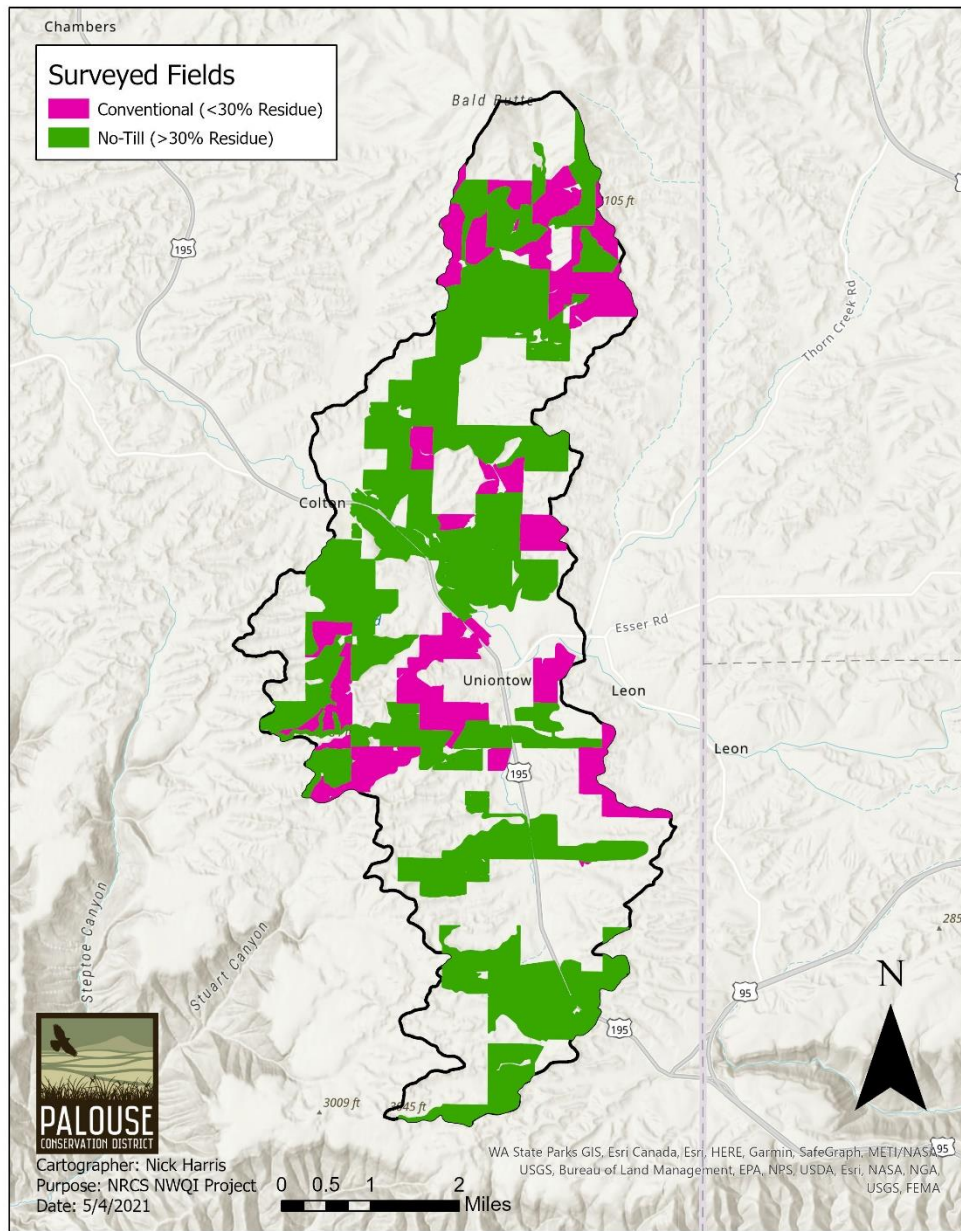 Chambers
Surveyed Fields
Conventional (<30% Residue)
No-Till (>30% Residue)
Bald Butte
105 ft
195
Thorn Creek Rd
Colton
Esser Rd
Uniontow
Leon
Leon
195
Steptoe Canyon
Stuart Canyon
285
N
95
195
PALOUSE
CONSERVATION DISTRICT
3009 ft
Cartographer: Nick Harris
Purpose: NRCS NWQI Project
Date: 5/4/2021
0 0.5 1 2
Miles
WA State Parks GIS, Esri Canada, Esri, HERE, Garmin, SafeGraph, METI/NASA,
USGS, Bureau of Land Management, EPA, NPS, USDA, Esri, NASA, NGA,
USGS, FEMA
95